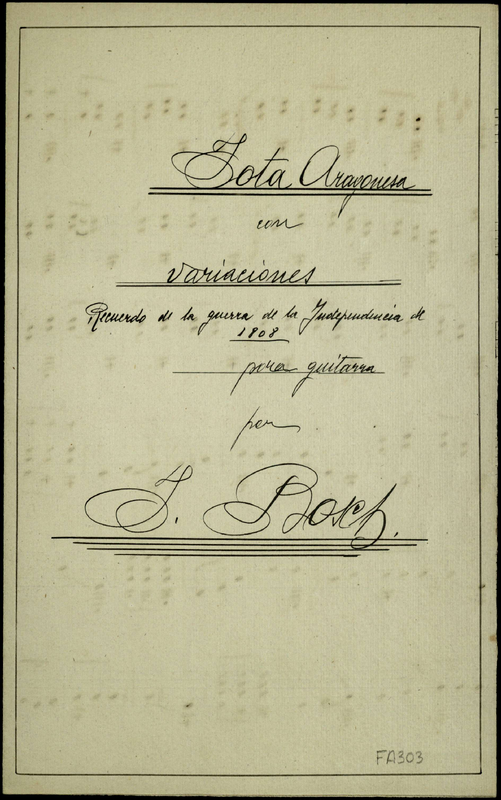 Jota Aragonesa
con
variaciones
Recuerdo de la guerra de la Independencia de
1808
para guitarra
por
J. Bosch.
FA303